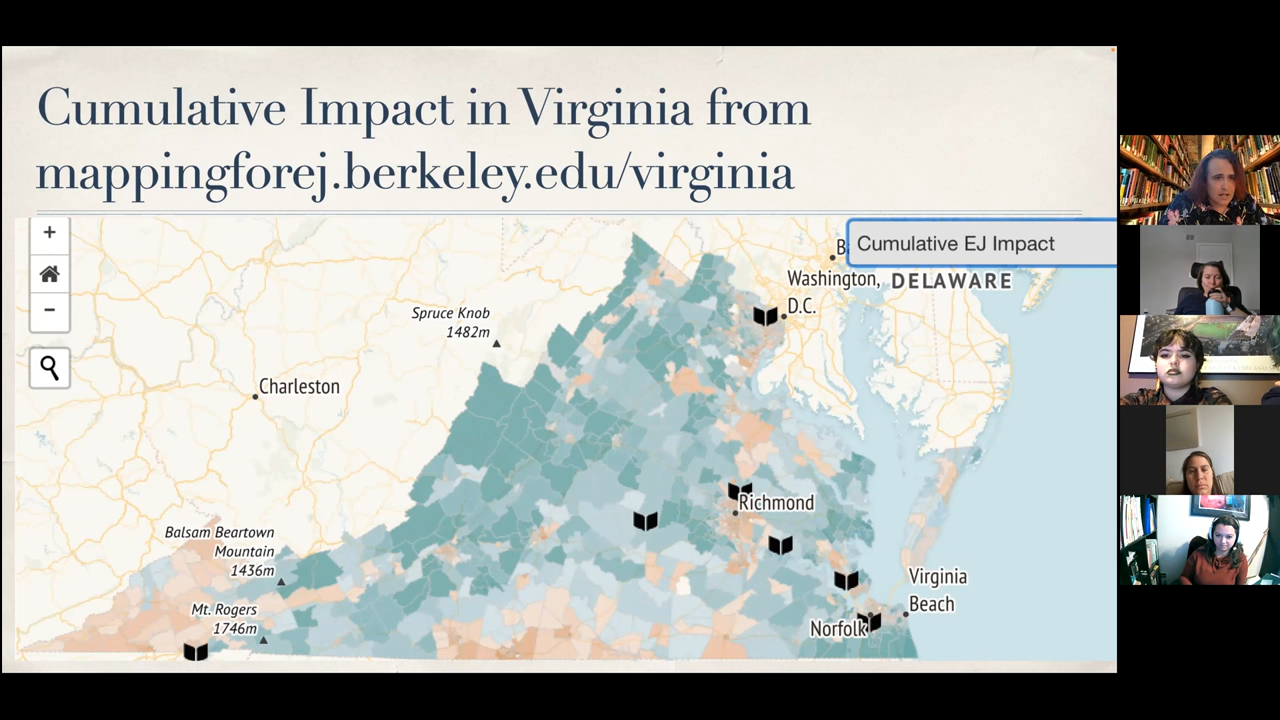 Cumulative Impact in Virginia from
mappingforej.berkeley.edu/virginia
+
−
B
Cumulative EJ Impact
Washington,
D.C.
DELAWARE
Spruce Knob
1482m
Charleston
Richmond
Balsam Beartown
Mountain
1436m
Mt. Rogers
1746m
Virginia
Beach
Norfolk